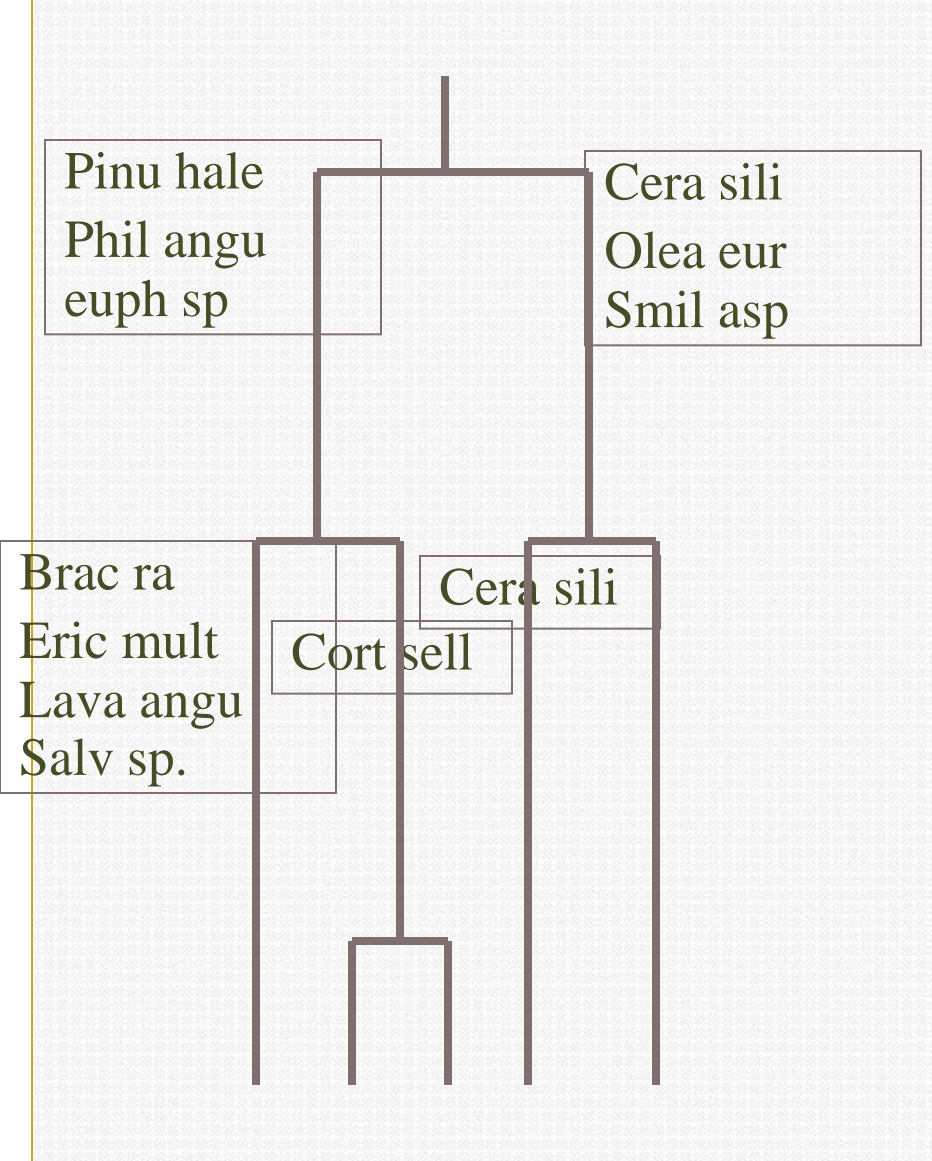 Pinu hale
Phil angu
euph sp
Cera sili
Olea eur
Smil asp
Brac ra
Eric mult
Lava angu
Salv sp.
Cort sell
Cera sili